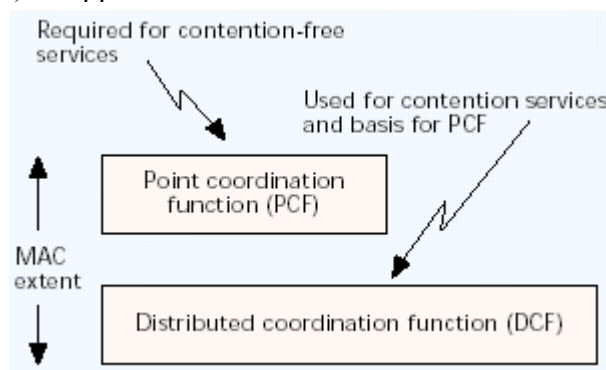 Required for contention-free
services
Used for contention services
and basis for PCF
Point coordination
function (PCF)
MAC
extent
Distributed coordination function (DCF)